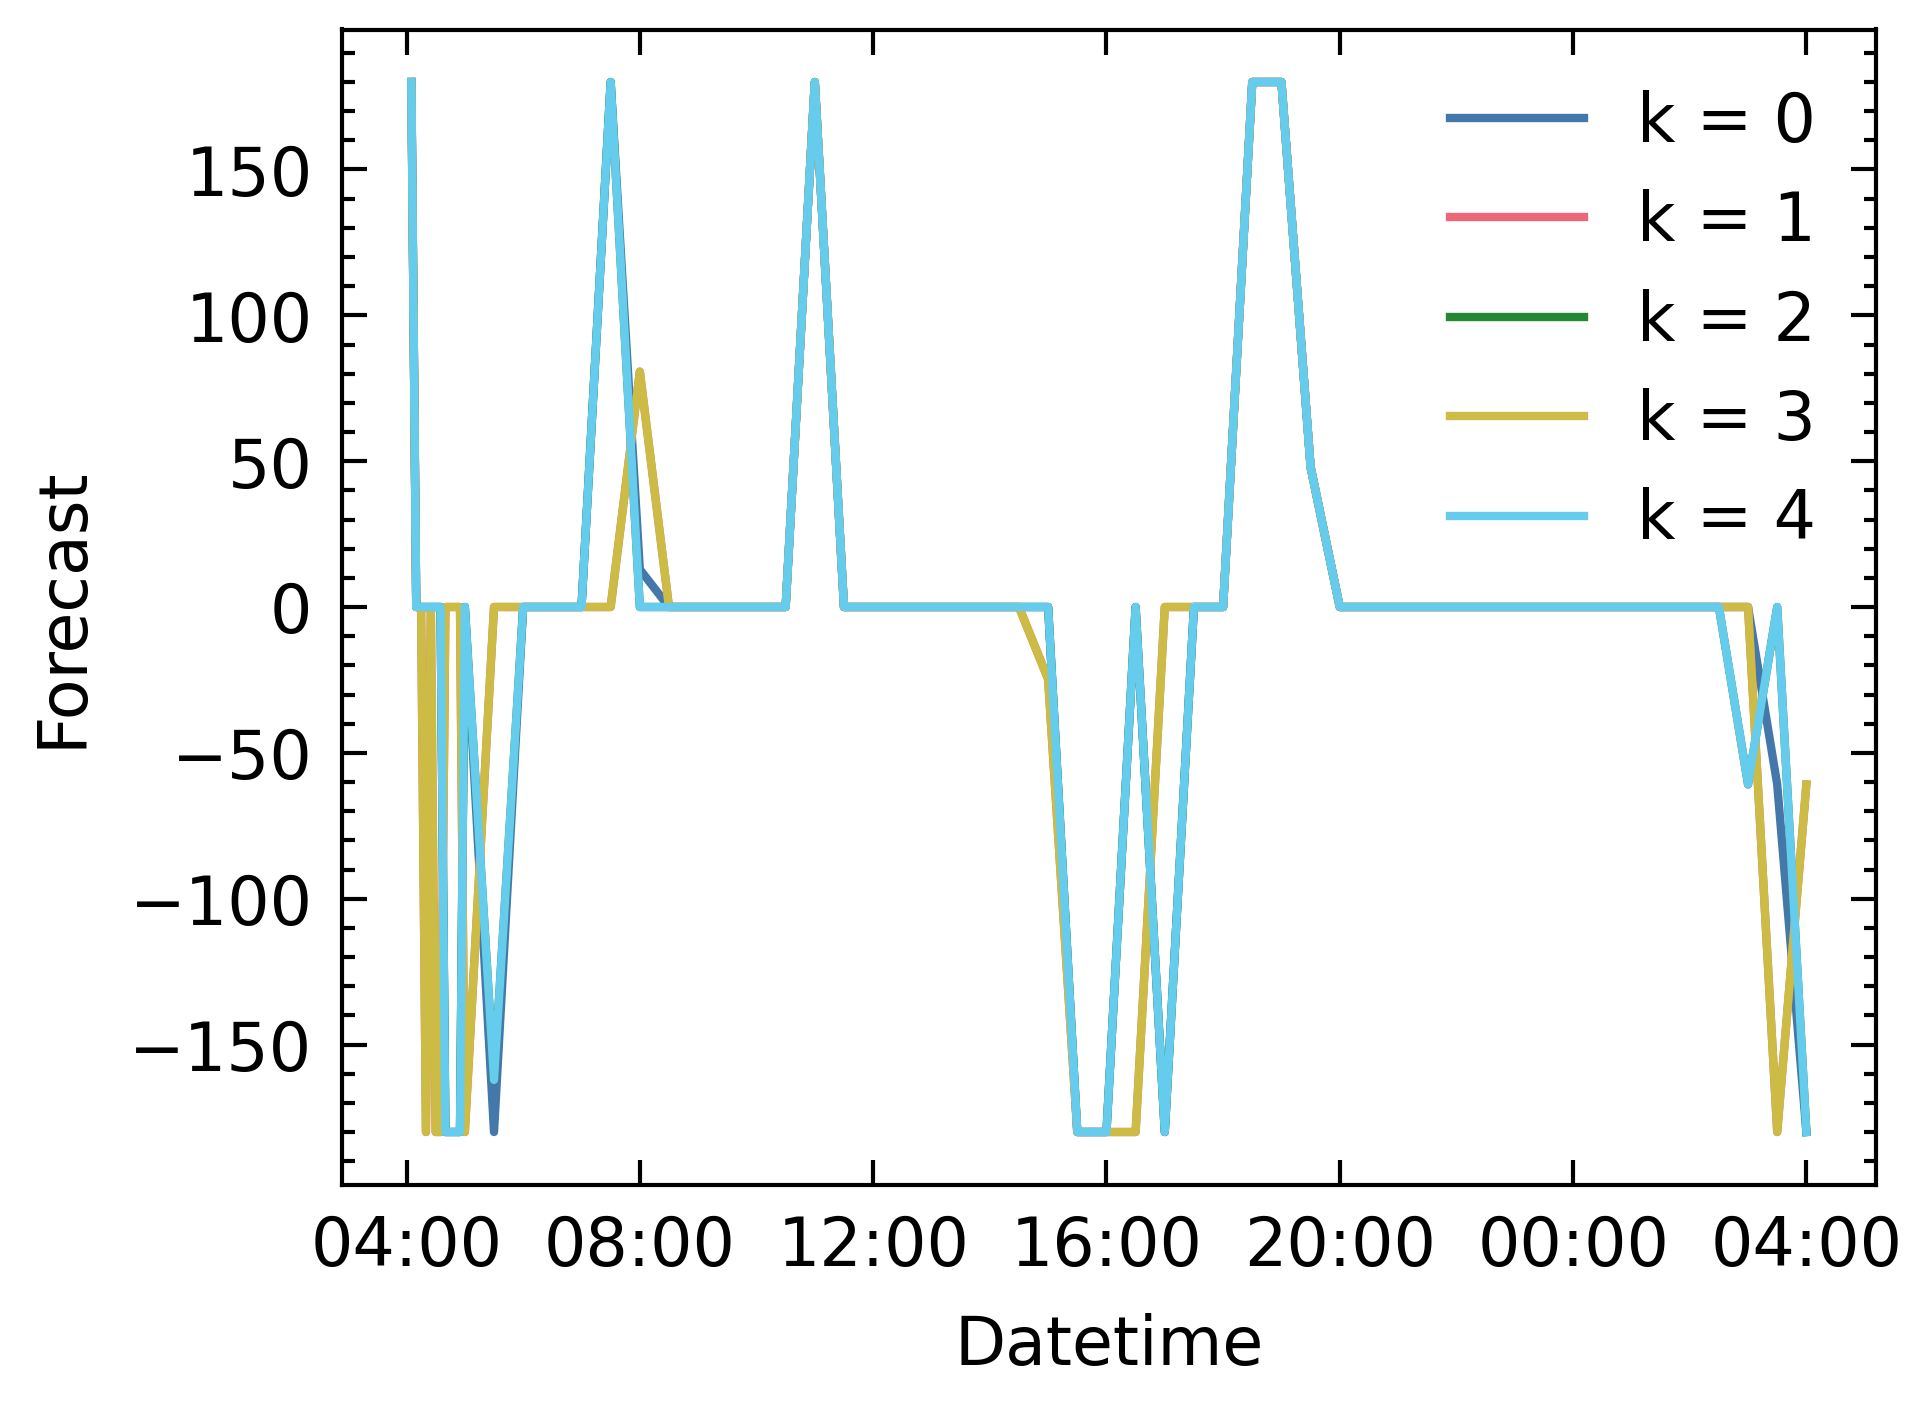 150
100
50
0
−50
−100
−150
Forecast
04:00 08:00 12:00 16:00 20:00 00:00 04:00
Datetime
k = 0
k = 1
k = 2
k = 3
k = 4